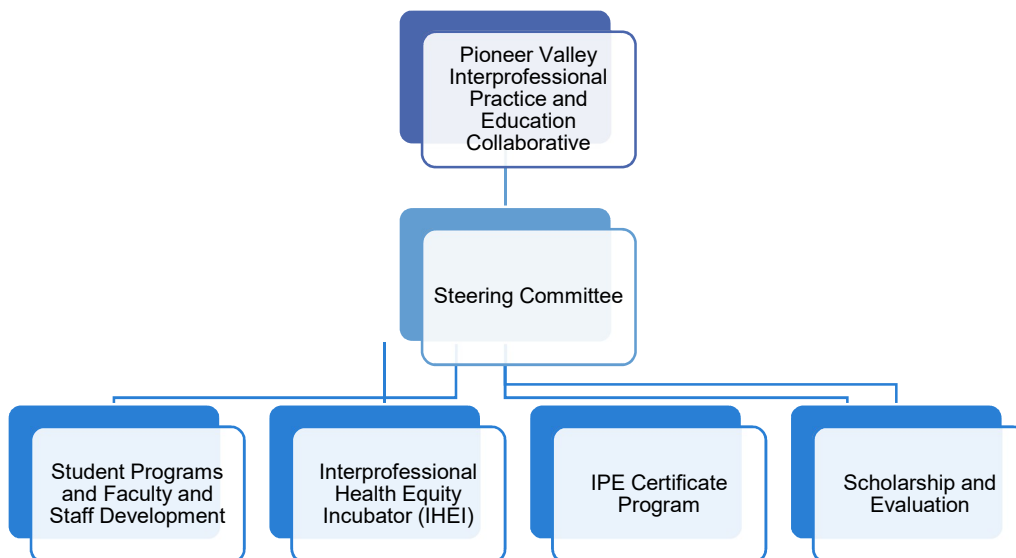 Pioneer Valley
Interprofessional
Practice and
Education
Collaborative
Steering Committee
Student Programs
and Faculty and
Staff Development
Interprofessional
Health Equity
Incubator (IHEI)
IPE Certificate
Program
Scholarship and
Evaluation